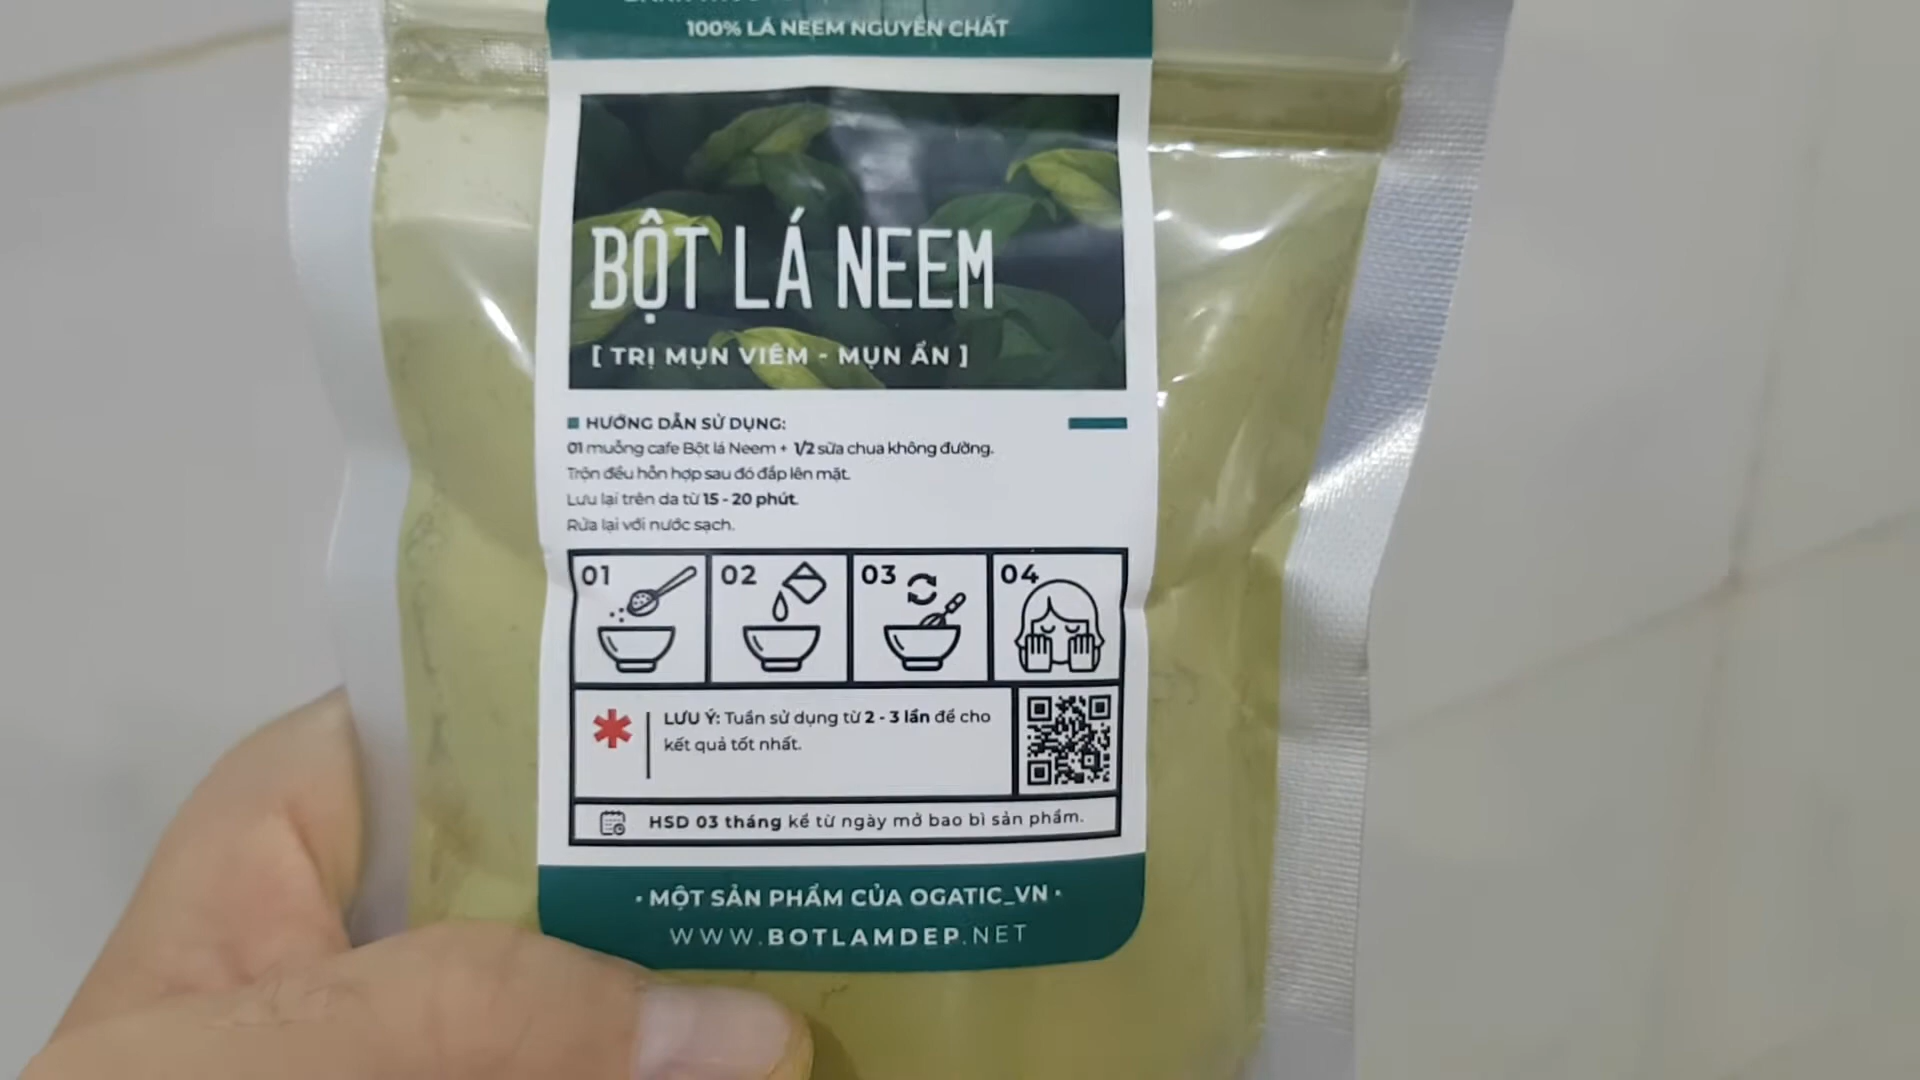 100% LÁ NEEM NGUYÊN CHẤT
BỘT LÁ NEEM
[ TRỊ MỤN VIÊM - MỤN ẨN ]
HƯỚNG DẪN SỬ DỤNG:
01 muỗng cafe Bột lá Neem + 1/2 sữa chua không đường.
Trộn đều hỗn hợp sau đó đắp lên mặt.
Lưu lại trên da từ 15 - 20 phút.
Rửa lại với nước sạch.
01 02 03 04
LƯU Ý: Tuần sử dụng từ 2 - 3 lần để cho
kết quả tốt nhất.
HSD 03 tháng kể từ ngày mở bao bì sản phẩm.
• MỘT SẢN PHẨM CỦA OGATIC_VN •
WWW.BOTLAMDEP.NET